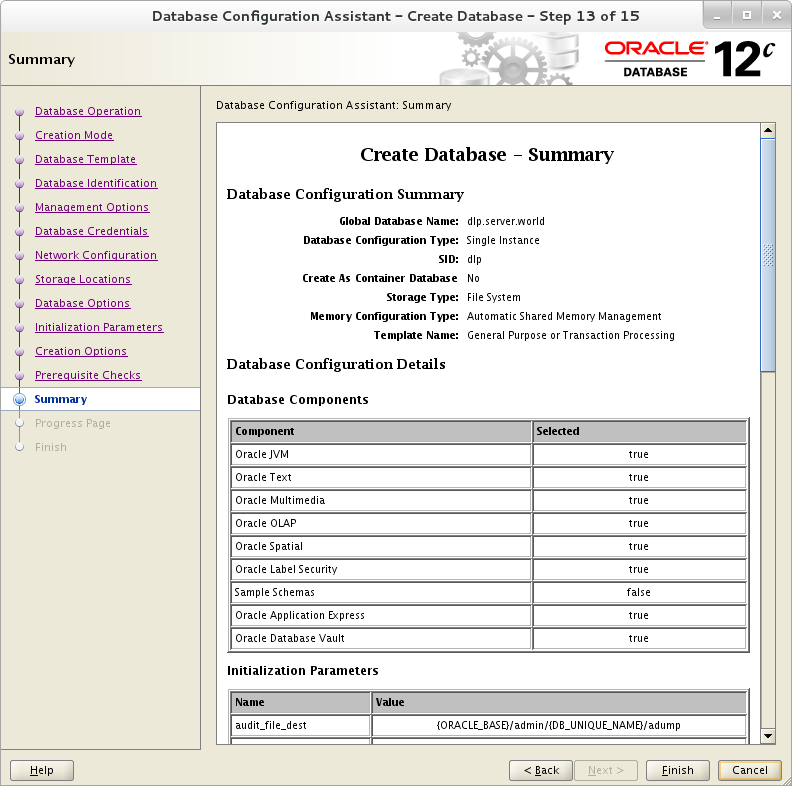 Database Configuration Assistant – Create Database – Step 13 of 15
Summary
ORACLE®
DATABASE
12c
Database Operation
Creation Mode
Database Template
Database Identification
Management Options
Database Credentials
Network Configuration
Storage Locations
Database Options
Initialization Parameters
Creation Options
Prerequisite Checks
Summary
Progress Page
Finish
Database Configuration Assistant: Summary
Create Database – Summary
Database Configuration Summary
Global Database Name: dlp.server.world
Database Configuration Type: Single Instance
SID: dlp
Create As Container Database No
Storage Type: File System
Memory Configuration Type: Automatic Shared Memory Management
Template Name: General Purpose or Transaction Processing
Database Configuration Details
Database Components
Component Selected
Oracle JVM true
Oracle Text true
Oracle Multimedia true
Oracle OLAP true
Oracle Spatial true
Oracle Label Security true
Sample Schemas false
Oracle Application Express true
Oracle Database Vault true
Initialization Parameters
Name Value
audit_file_dest {ORACLE_BASE}/admin/{DB_UNIQUE_NAME}/adump
Help
< Back
Next >
Finish
Cancel